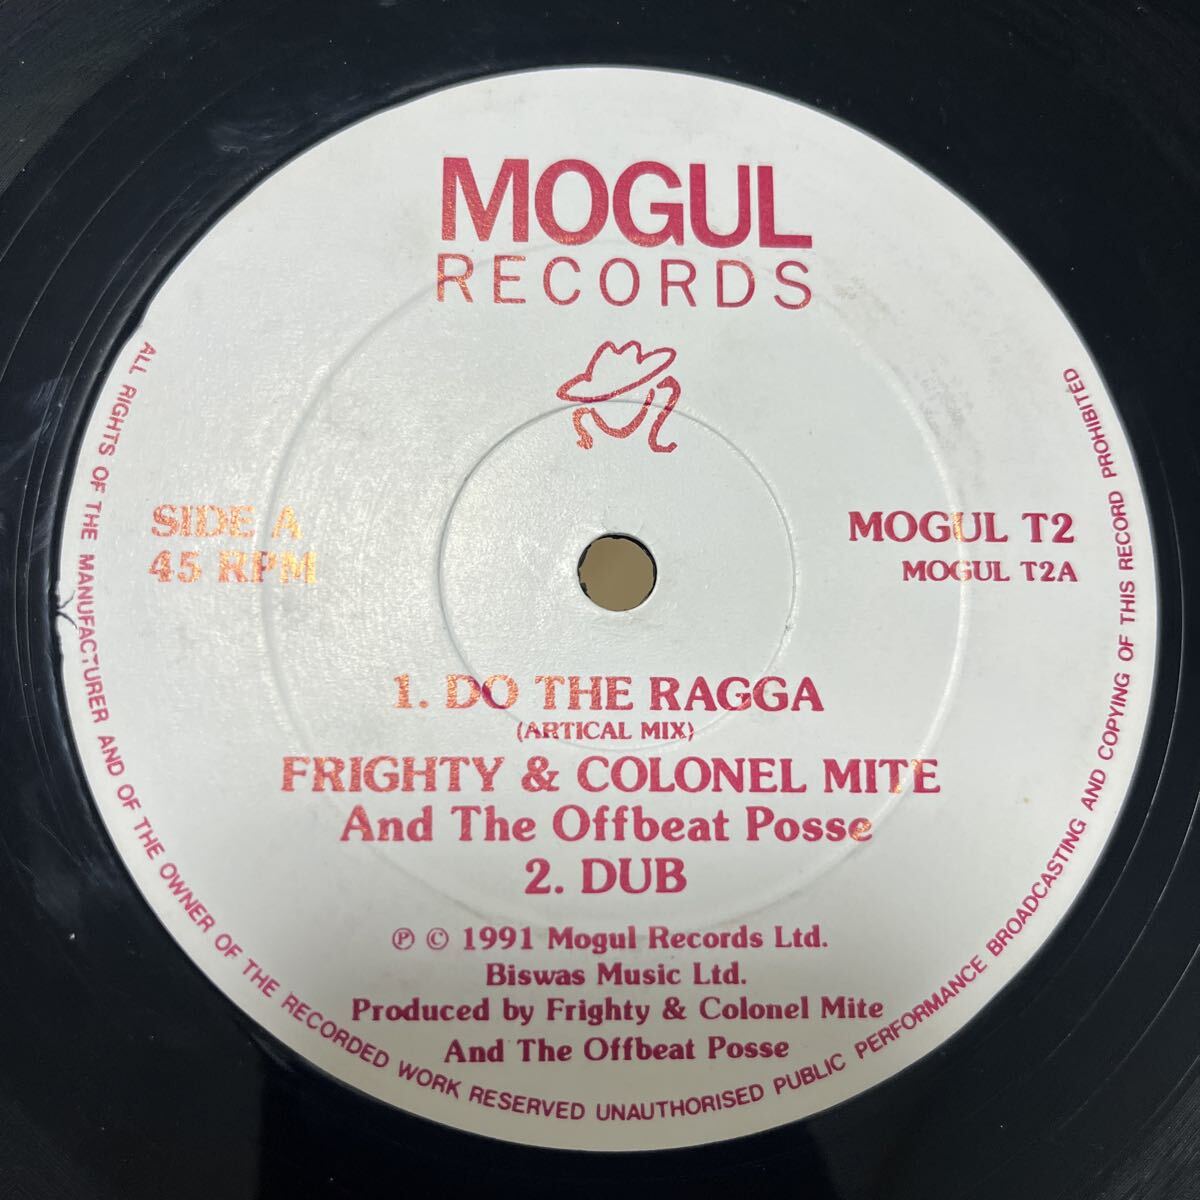 MOGUL
RECORDS
SIDE A
45 RPM
MOGUL T2
MOGUL T2A
1. DO THE RAGGA
(ARTICAL MIX)
FRIGHTY & COLONEL MITE
And The Offbeat Posse
2. DUB
℗ © 1991 Mogul Records Ltd.
Biswas Music Ltd.
Produced by Frighty & Colonel Mite
And The Offbeat Posse
ALL RIGHTS OF THE MANUFACTURER AND OF THE OWNER OF THE RECORDED WORK RESERVED UNAUTHORISED PUBLIC PERFORMANCE BROADCASTING AND COPYING OF THIS RECORD PROHIBITED